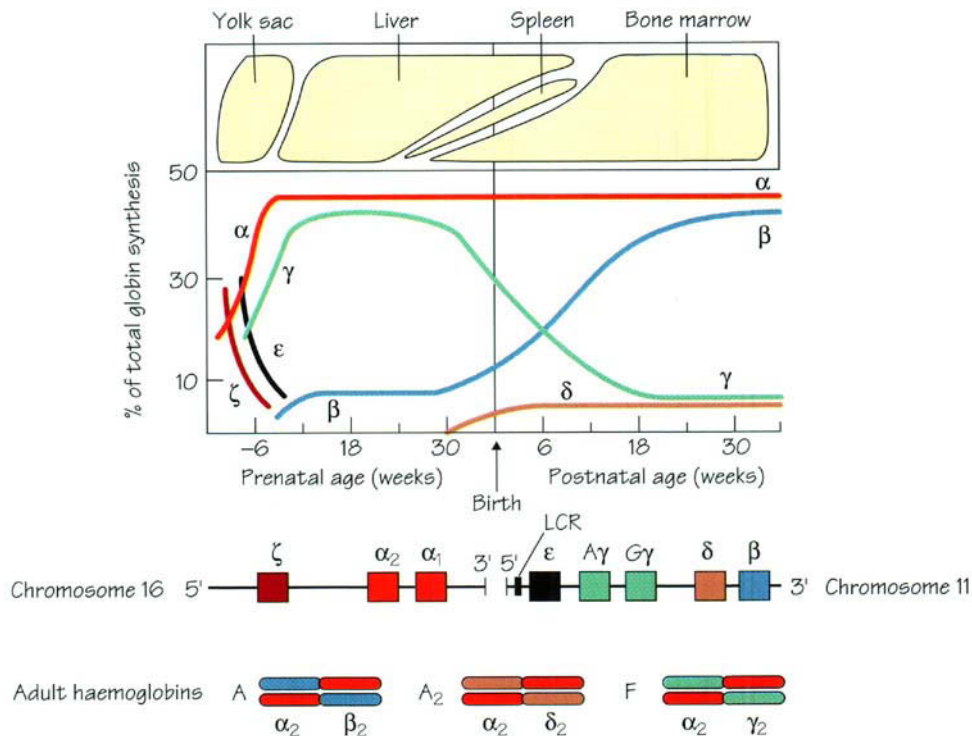 Yolk sac Liver Spleen Bone marrow
% of total globin synthesis
50
30
10
α
γ
ε
ζ
β
α
β
δ
γ
–6 18 30 6 18 30
Prenatal age (weeks) Postnatal age (weeks)
Birth
LCR
ζ α2 α1 3' 5' ε Aγ Gγ δ β
Chromosome 16 5' 3' Chromosome 11
Adult haemoglobins A A2 F
α2 β2 α2 δ2 α2 γ2